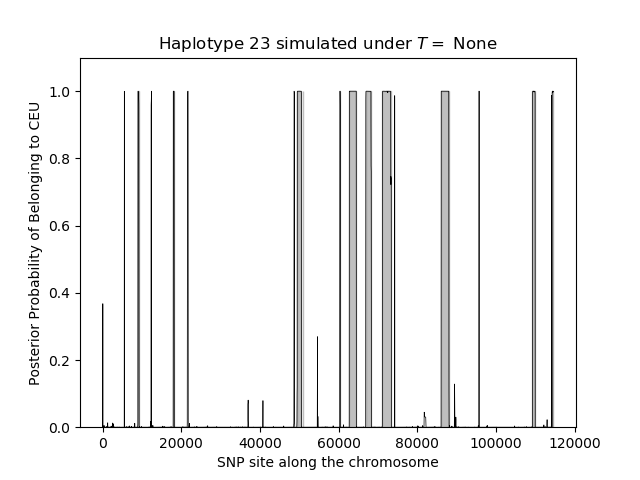 Haplotype 23 simulated under T = None
Posterior Probability of Belonging to CEU
1.0
0.8
0.6
0.4
0.2
0.0
0 20000 40000 60000 80000 100000 120000
SNP site along the chromosome